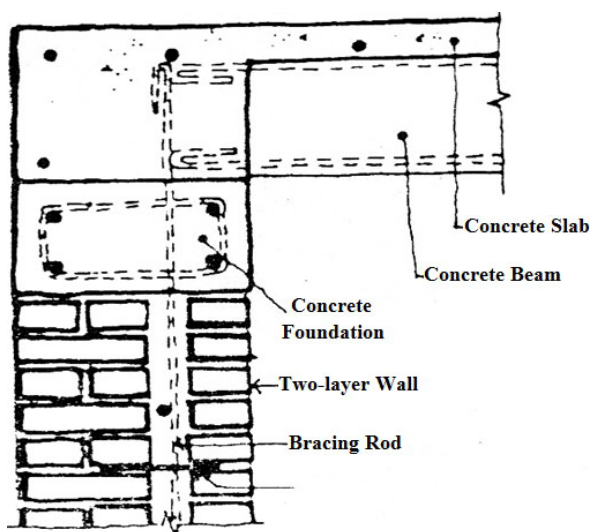 Concrete Slab
Concrete Beam
Concrete
Foundation
Two-layer Wall
Bracing Rod